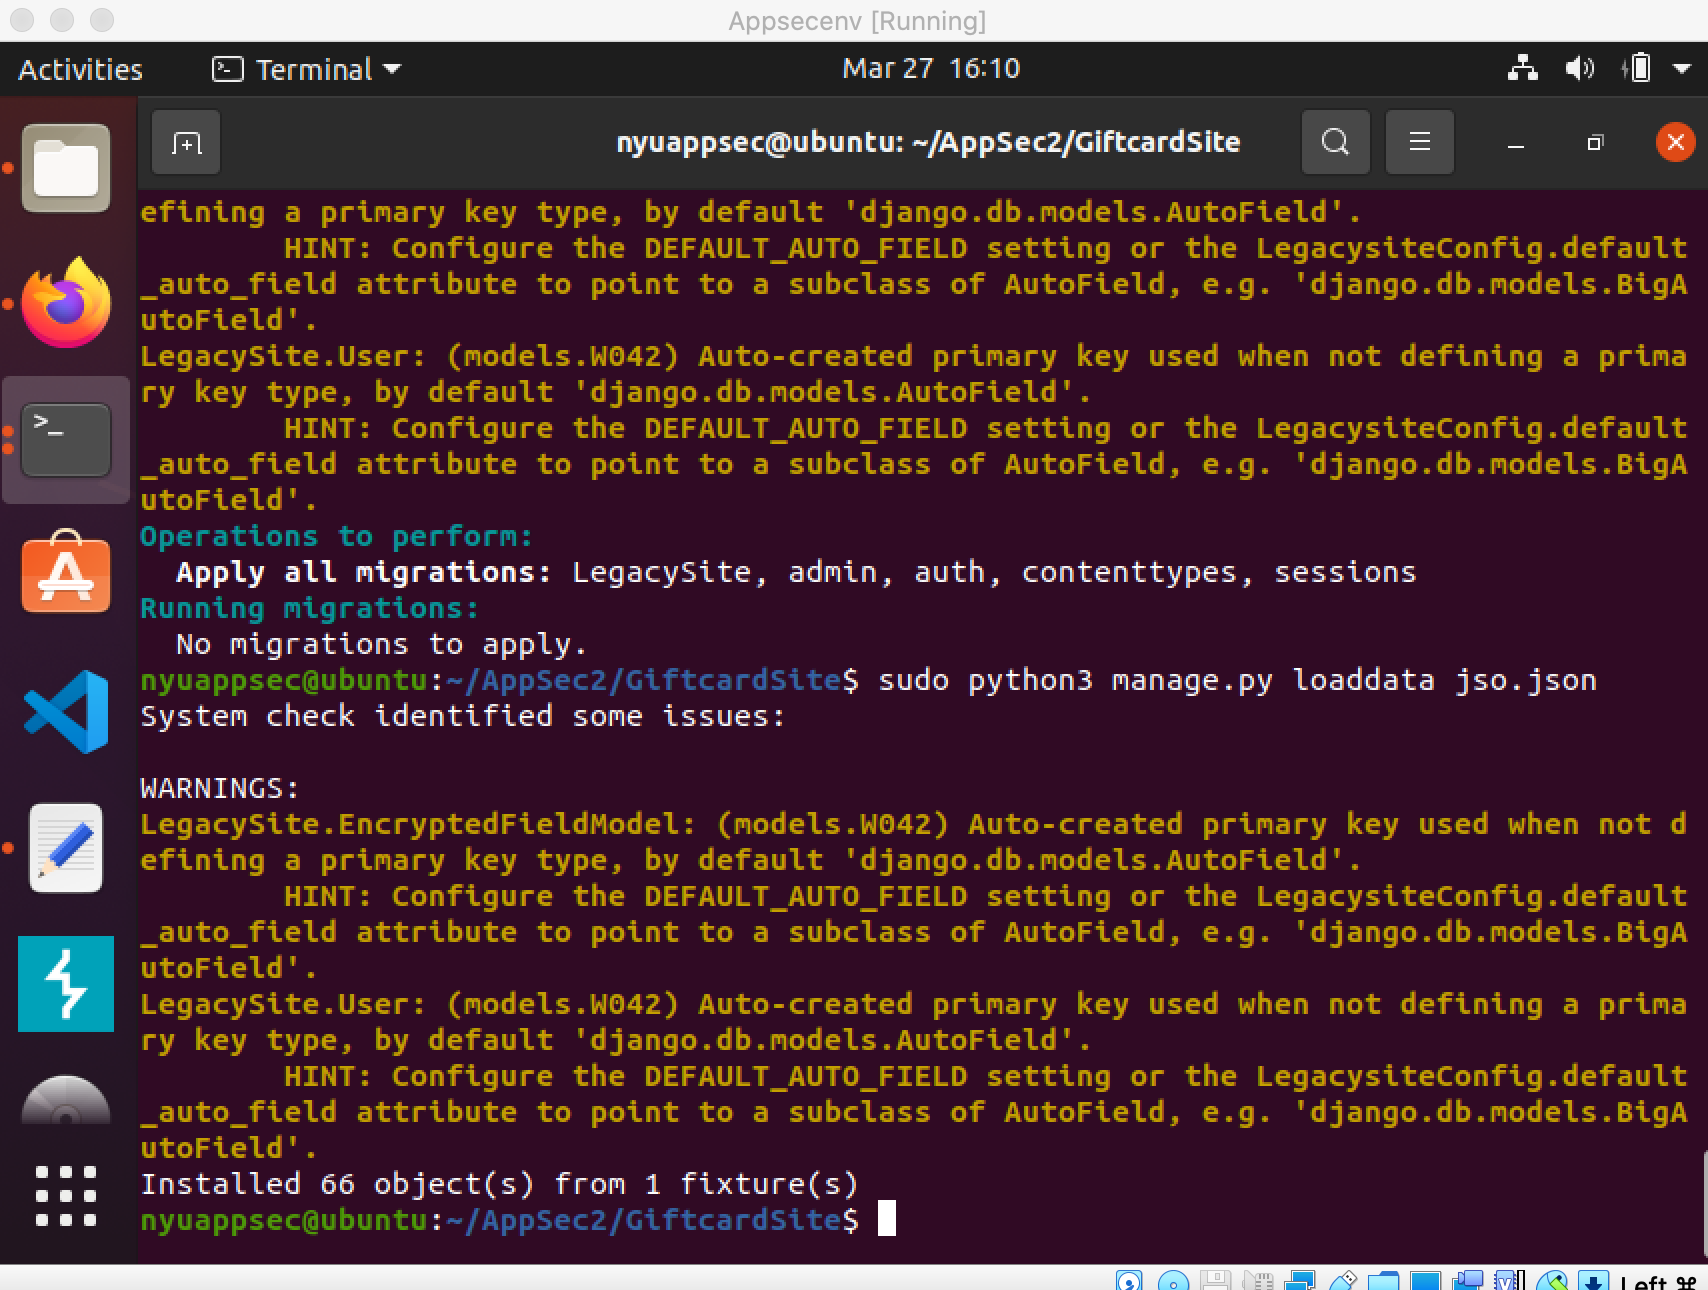 Appsecenv [Running]
Activities
Terminal
Mar 27 16:10
nyuappsec@ubuntu: ~/AppSec2/GiftcardSite
efining a primary key type, by default 'django.db.models.AutoField'.
HINT: Configure the DEFAULT_AUTO_FIELD setting or the LegacysiteConfig.default
_auto_field attribute to point to a subclass of AutoField, e.g. 'django.db.models.BigA
utoField'.
LegacySite.User: (models.W042) Auto-created primary key used when not defining a prima
ry key type, by default 'django.db.models.AutoField'.
HINT: Configure the DEFAULT_AUTO_FIELD setting or the LegacysiteConfig.default
_auto_field attribute to point to a subclass of AutoField, e.g. 'django.db.models.BigA
utoField'.
Operations to perform:
Apply all migrations: LegacySite, admin, auth, contenttypes, sessions
Running migrations:
No migrations to apply.
nyuappsec@ubuntu:~/AppSec2/GiftcardSite$ sudo python3 manage.py loaddata jso.json
System check identified some issues:
WARNINGS:
LegacySite.EncryptedFieldModel: (models.W042) Auto-created primary key used when not d
efining a primary key type, by default 'django.db.models.AutoField'.
HINT: Configure the DEFAULT_AUTO_FIELD setting or the LegacysiteConfig.default
_auto_field attribute to point to a subclass of AutoField, e.g. 'django.db.models.BigA
utoField'.
LegacySite.User: (models.W042) Auto-created primary key used when not defining a prima
ry key type, by default 'django.db.models.AutoField'.
HINT: Configure the DEFAULT_AUTO_FIELD setting or the LegacysiteConfig.default
_auto_field attribute to point to a subclass of AutoField, e.g. 'django.db.models.BigA
utoField'.
Installed 66 object(s) from 1 fixture(s)
nyuappsec@ubuntu:~/AppSec2/GiftcardSite$
Left ⌘